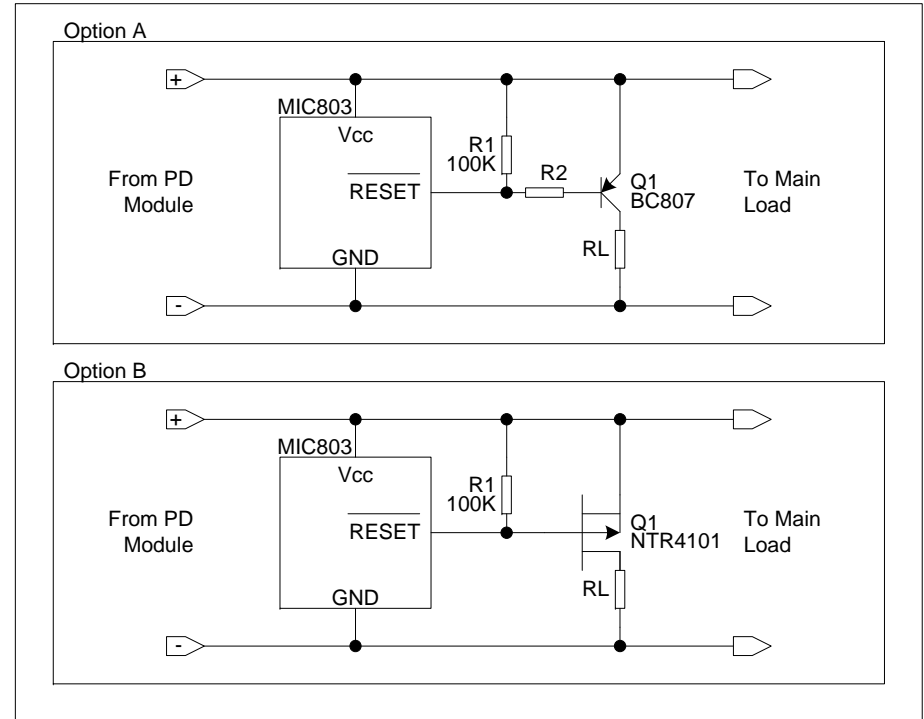 Option A
+
MIC803
Vcc
R1
100K
R2
From PD
Module
RESET
Q1
BC807
To Main
Load
RL
GND
-
Option B
+
MIC803
Vcc
R1
100K
From PD
Module
RESET
Q1
NTR4101
To Main
Load
RL
GND
-